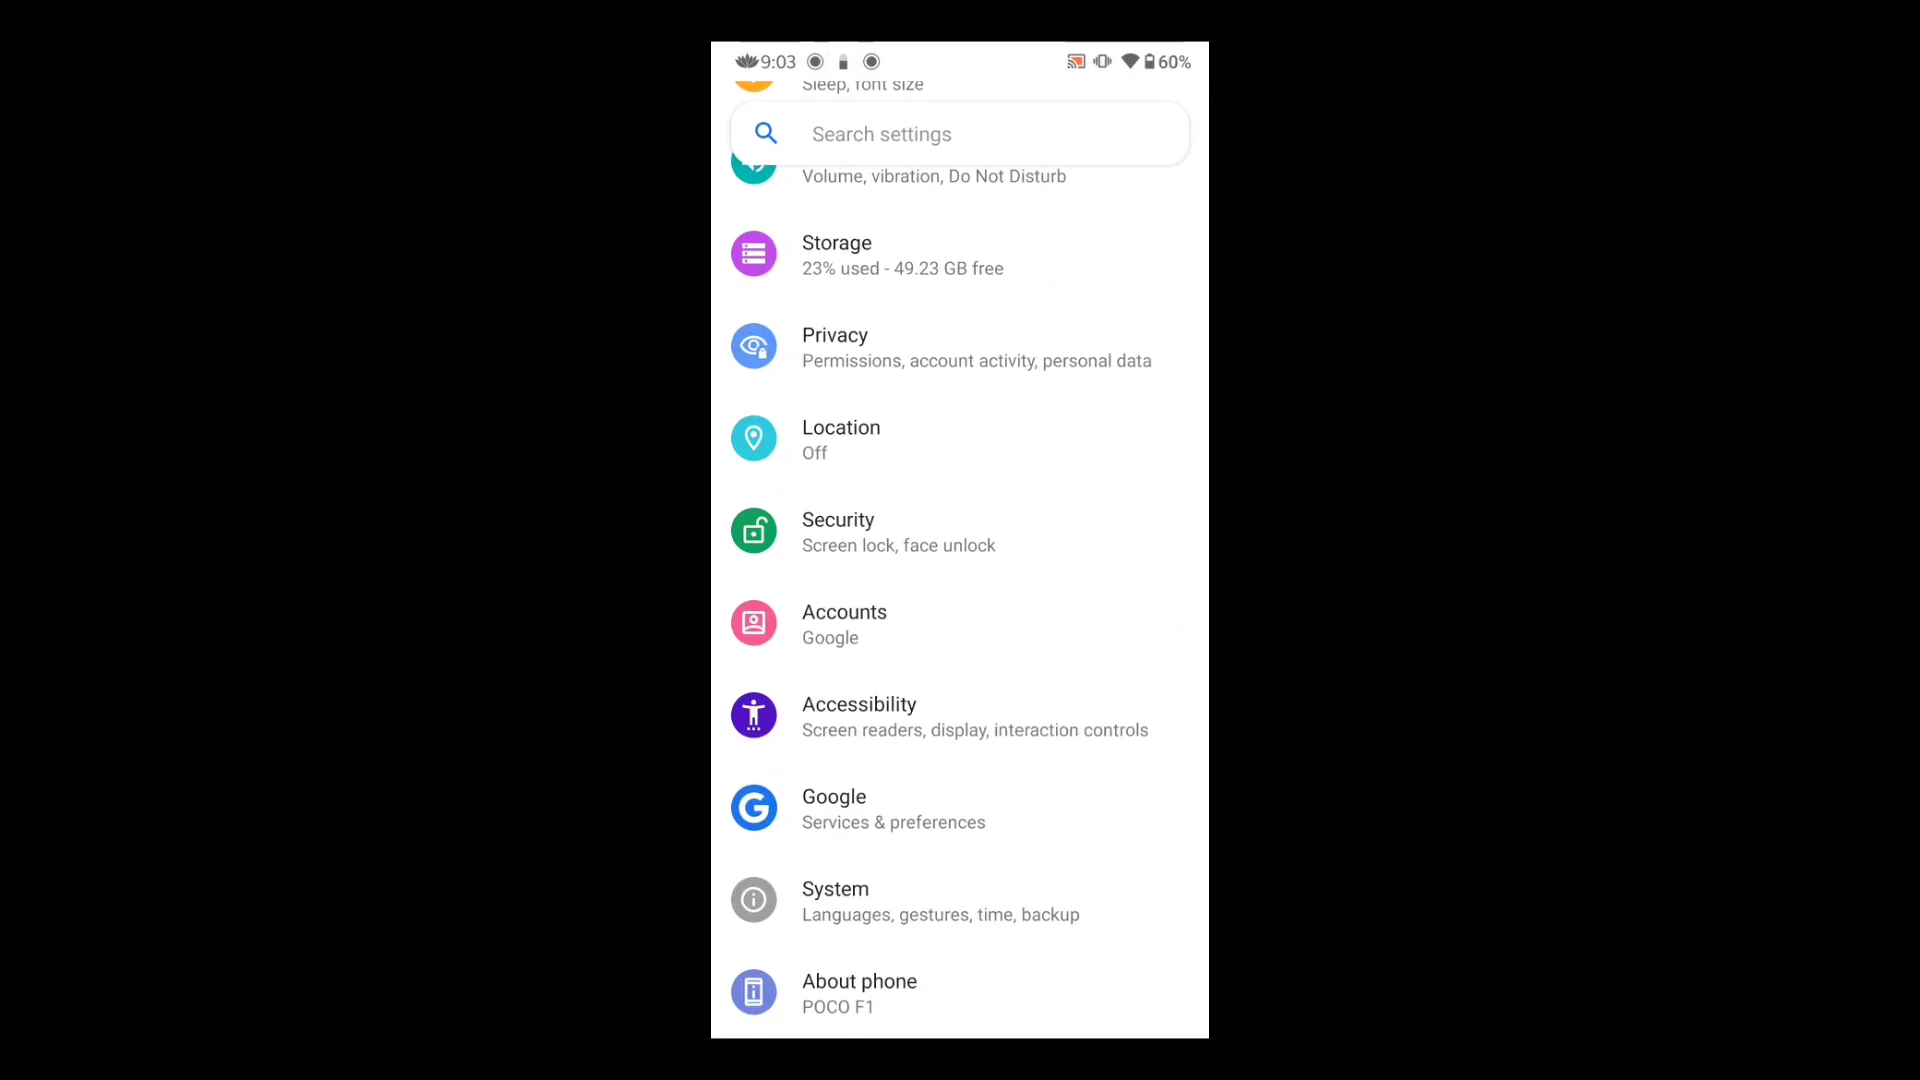 9:03
60%
Sleep, font size
Search settings
Volume, vibration, Do Not Disturb
Storage
23% used - 49.23 GB free
Privacy
Permissions, account activity, personal data
Location
Off
Security
Screen lock, face unlock
Accounts
Google
Accessibility
Screen readers, display, interaction controls
Google
Services & preferences
System
Languages, gestures, time, backup
About phone
POCO F1